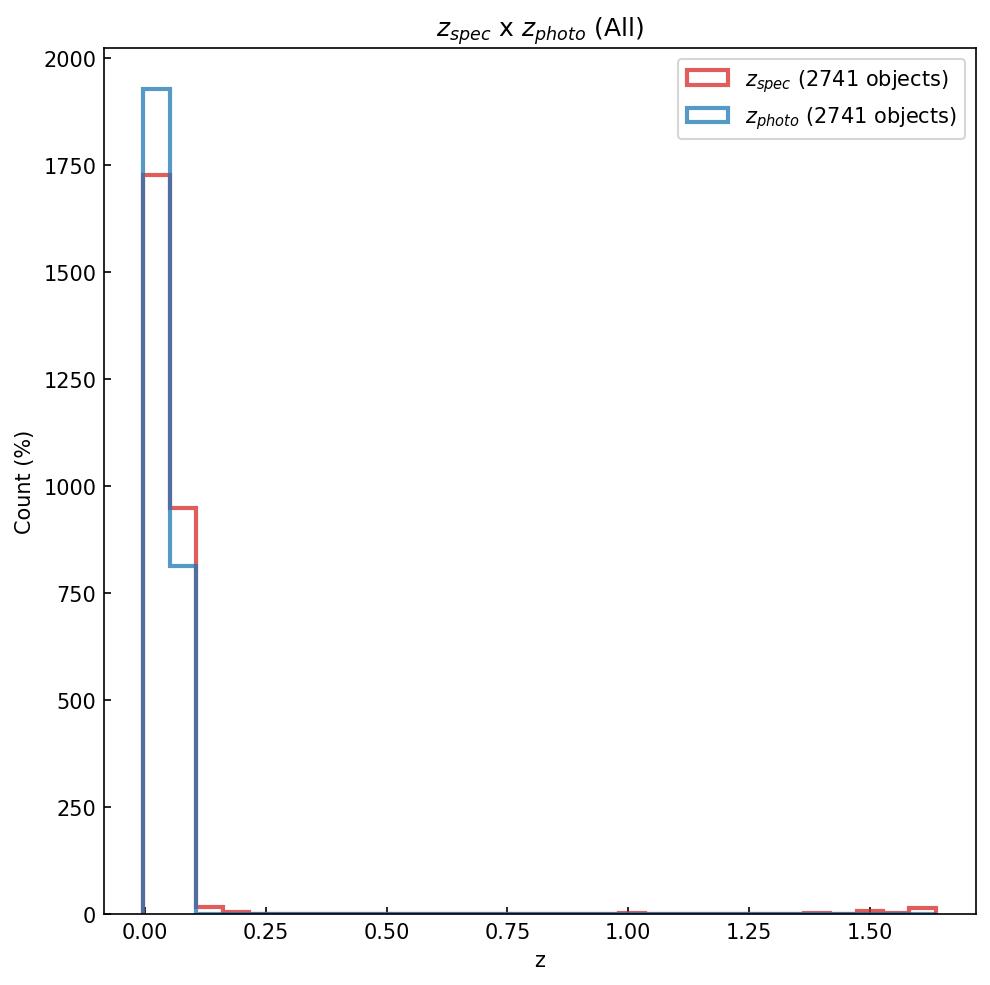 z_spec x z_photo (All)
z_spec (2741 objects)
z_photo (2741 objects)
Count (%)
2000
1750
1500
1250
1000
750
500
250
0
0.00 0.25 0.50 0.75 1.00 1.25 1.50
z